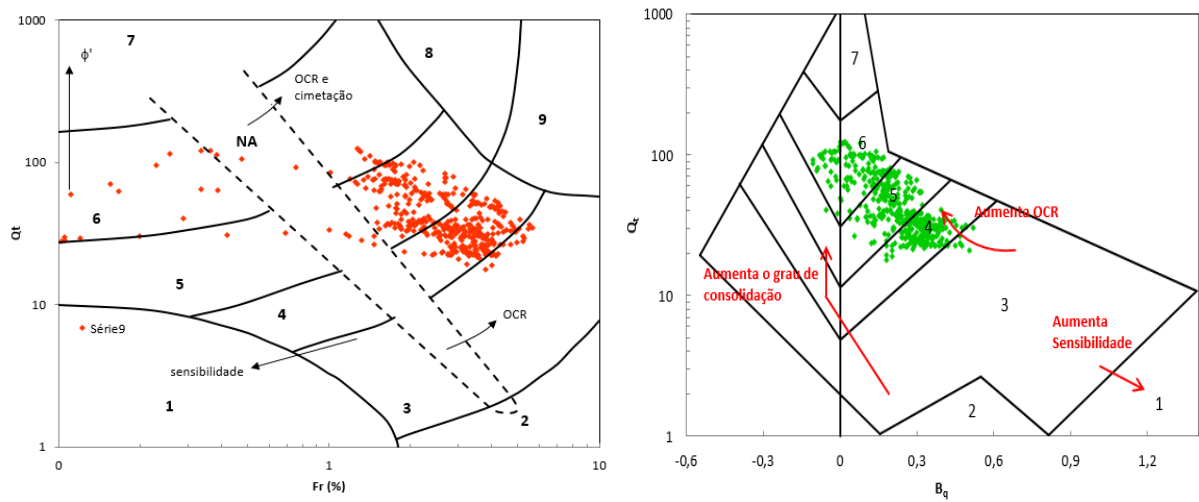 1000
7
8
ϕ'
OCR e
cimetação
9
NA
100
Qt
6
5
10
4
Série9
OCR
sensibilidade
1
3
2
1
0
1
10
Fr (%)
1000
7
100
6
5
Aumenta OCR
Qt
4
Aumenta o grau de
consolidação
10
3
Aumenta
Sensibilidade
2
1
1
-0,6
-0,3
0
0,3
0,6
0,9
1,2
Bq